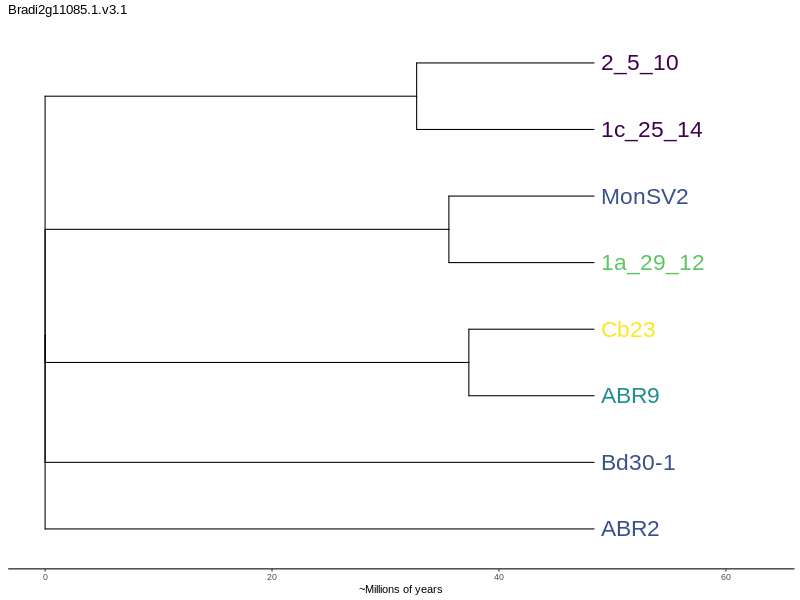 Bradi2g11085.1.v3.1
2_5_10
1c_25_14
MonSV2
1a_29_12
Cb23
ABR9
Bd30-1
ABR2
0 20 40 60
~Millions of years